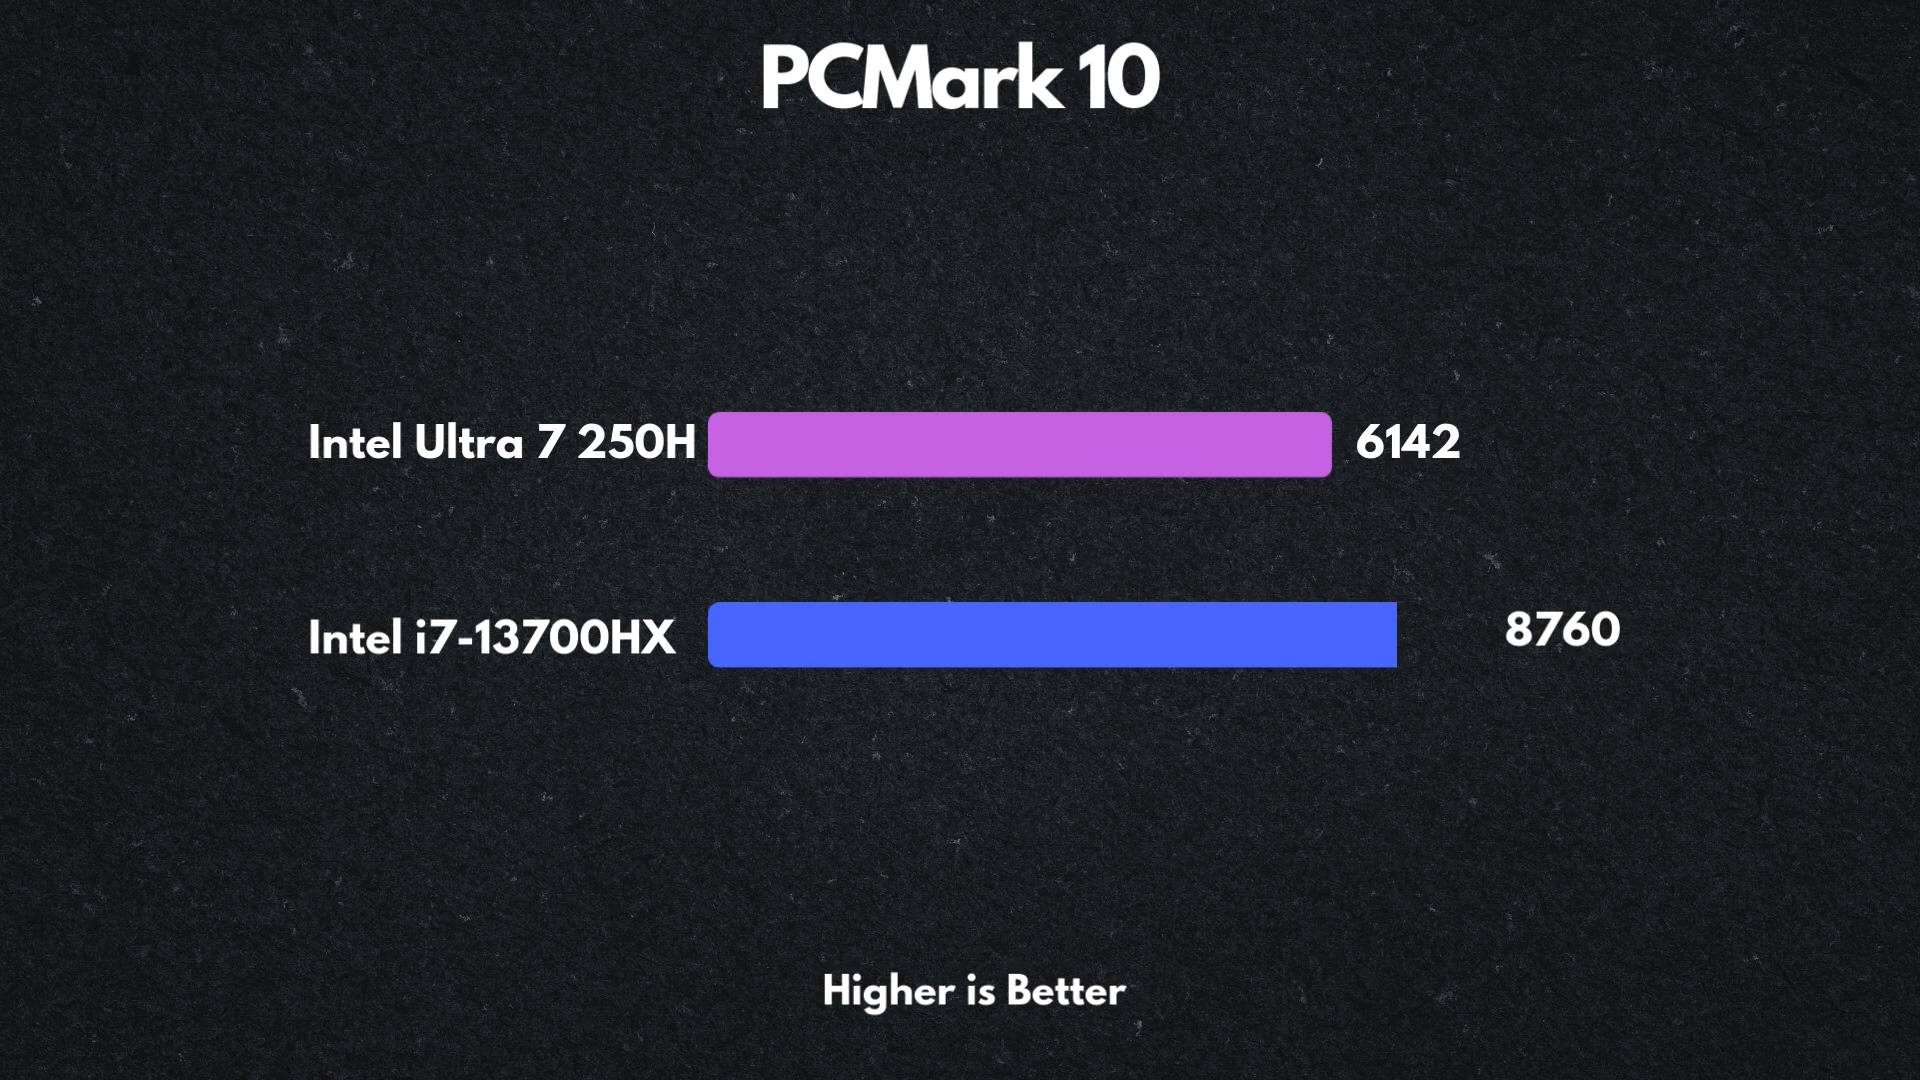 PCMark 10
Intel Ultra 7 250H 6142
Intel i7-13700HX 8760
Higher is Better